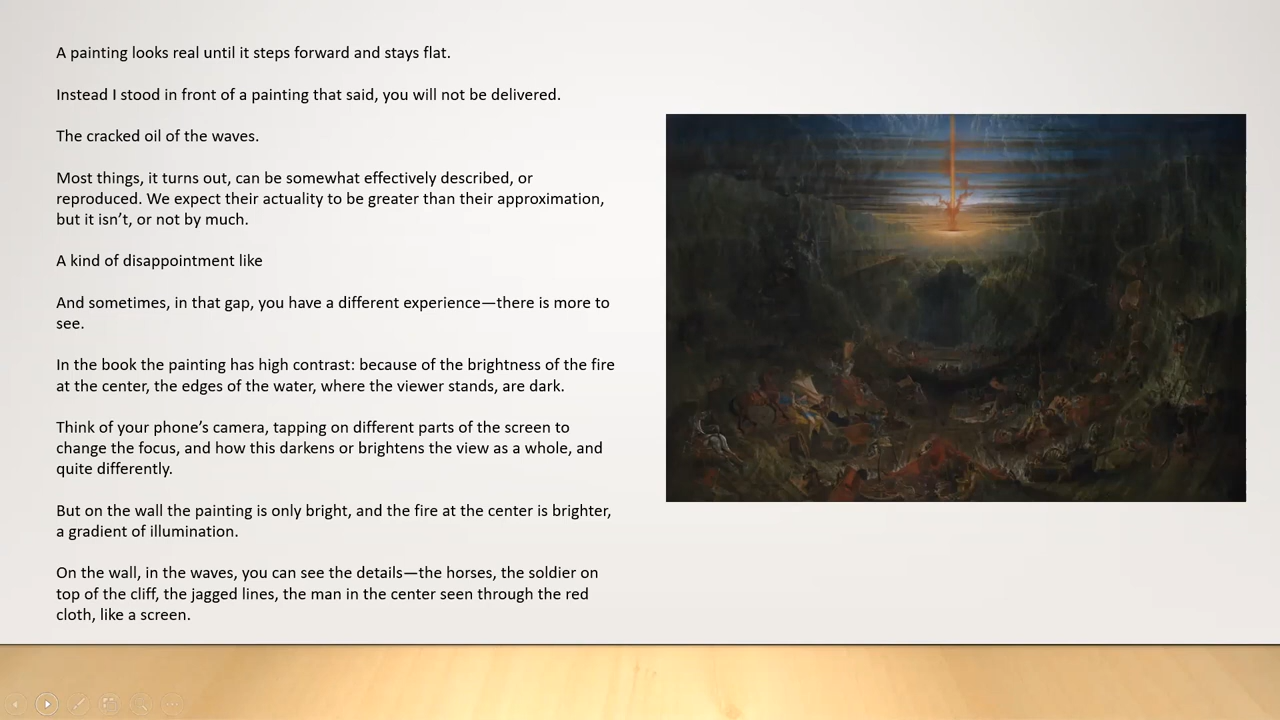 A painting looks real until it steps forward and stays flat.
Instead I stood in front of a painting that said, you will not be delivered.
The cracked oil of the waves.
Most things, it turns out, can be somewhat effectively described, or
reproduced. We expect their actuality to be greater than their approximation,
but it isn’t, or not by much.
A kind of disappointment like
And sometimes, in that gap, you have a different experience—there is more to
see.
In the book the painting has high contrast: because of the brightness of the fire
at the center, the edges of the water, where the viewer stands, are dark.
Think of your phone’s camera, tapping on different parts of the screen to
change the focus, and how this darkens or brightens the view as a whole, and
quite differently.
But on the wall the painting is only bright, and the fire at the center is brighter,
a gradient of illumination.
On the wall, in the waves, you can see the details—the horses, the soldier on
top of the cliff, the jagged lines, the man in the center seen through the red
cloth, like a screen.